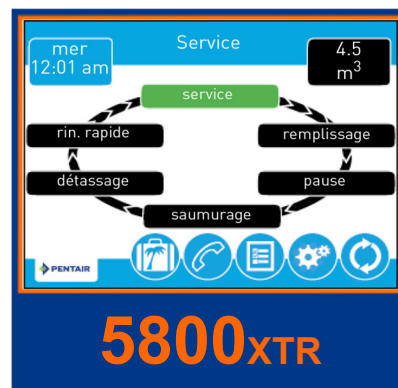 mer
12:01 am
Service
4.5
m³
service
rin. rapide
remplissage
détassage
pause
saumurage
PENTAIR
5800XTR